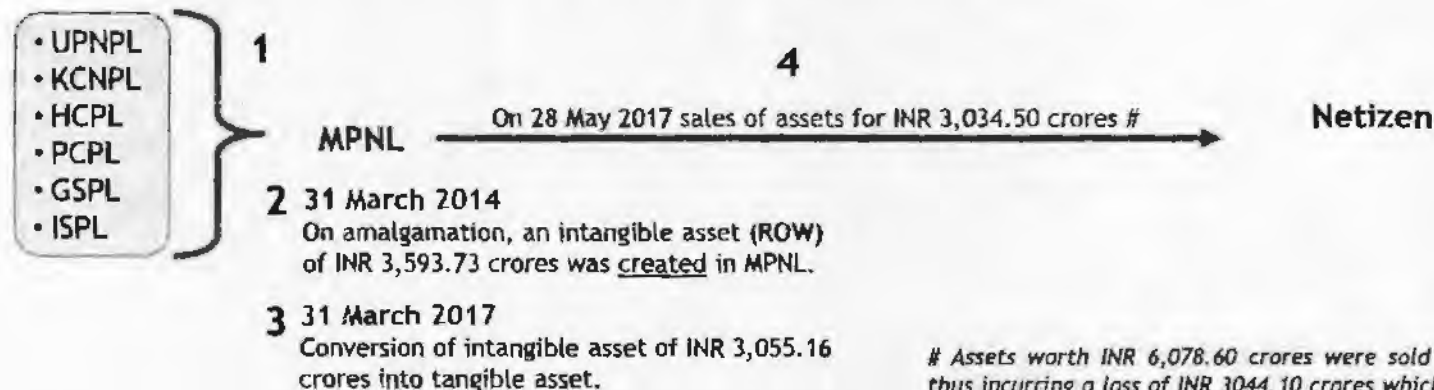 • UPNPL
• KCNPL
• HCPL
• PCPL
• GSPL
• ISPL
1
MPNL
4
On 28 May 2017 sales of assets for INR 3,034.50 crores #
Netizen
2 31 March 2014
On amalgamation, an intangible asset (ROW)
of INR 3,593.73 crores was created in MPNL.
3 31 March 2017
Conversion of intangible asset of INR 3,055.16
crores into tangible asset.
# Assets worth INR 6,078.60 crores were sold
thus incurring a loss of INR 3044.10 crores which